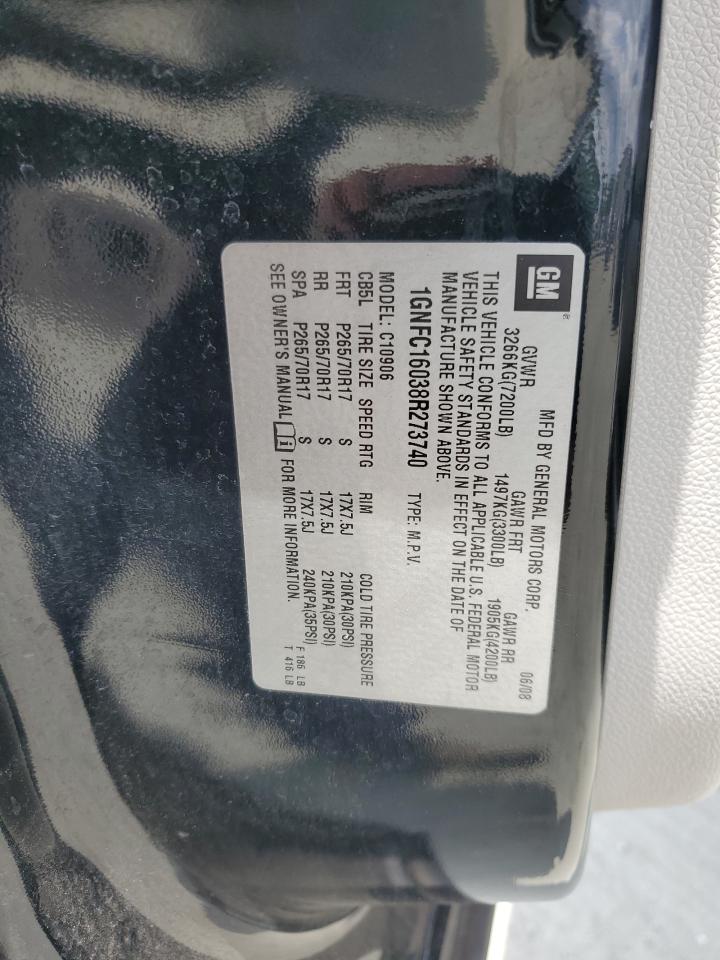 GM®
MFD BY GENERAL MOTORS CORP. 06/08
GVWR GAWR FRT GAWR RR
3266KG(7200LB) 1497KG(3300LB) 1905KG(4200LB)
THIS VEHICLE CONFORMS TO ALL APPLICABLE U.S. FEDERAL MOTOR
VEHICLE SAFETY STANDARDS IN EFFECT ON THE DATE OF
MANUFACTURE SHOWN ABOVE.
1GNFC16038R273740 TYPE: M.P.V.
MODEL: C10906
CB5L TIRE SIZE SPEED RTG RIM COLD TIRE PRESSURE
FRT P265/70R17 S 17X7.5J 210KPA(30PSI)
RR P265/70R17 S 17X7.5J 210KPA(30PSI)
SPA P265/70R17 S 17X7.5J 240KPA(35PSI)
SEE OWNER'S MANUAL i FOR MORE INFORMATION.
F 186 LB
T 416 LB